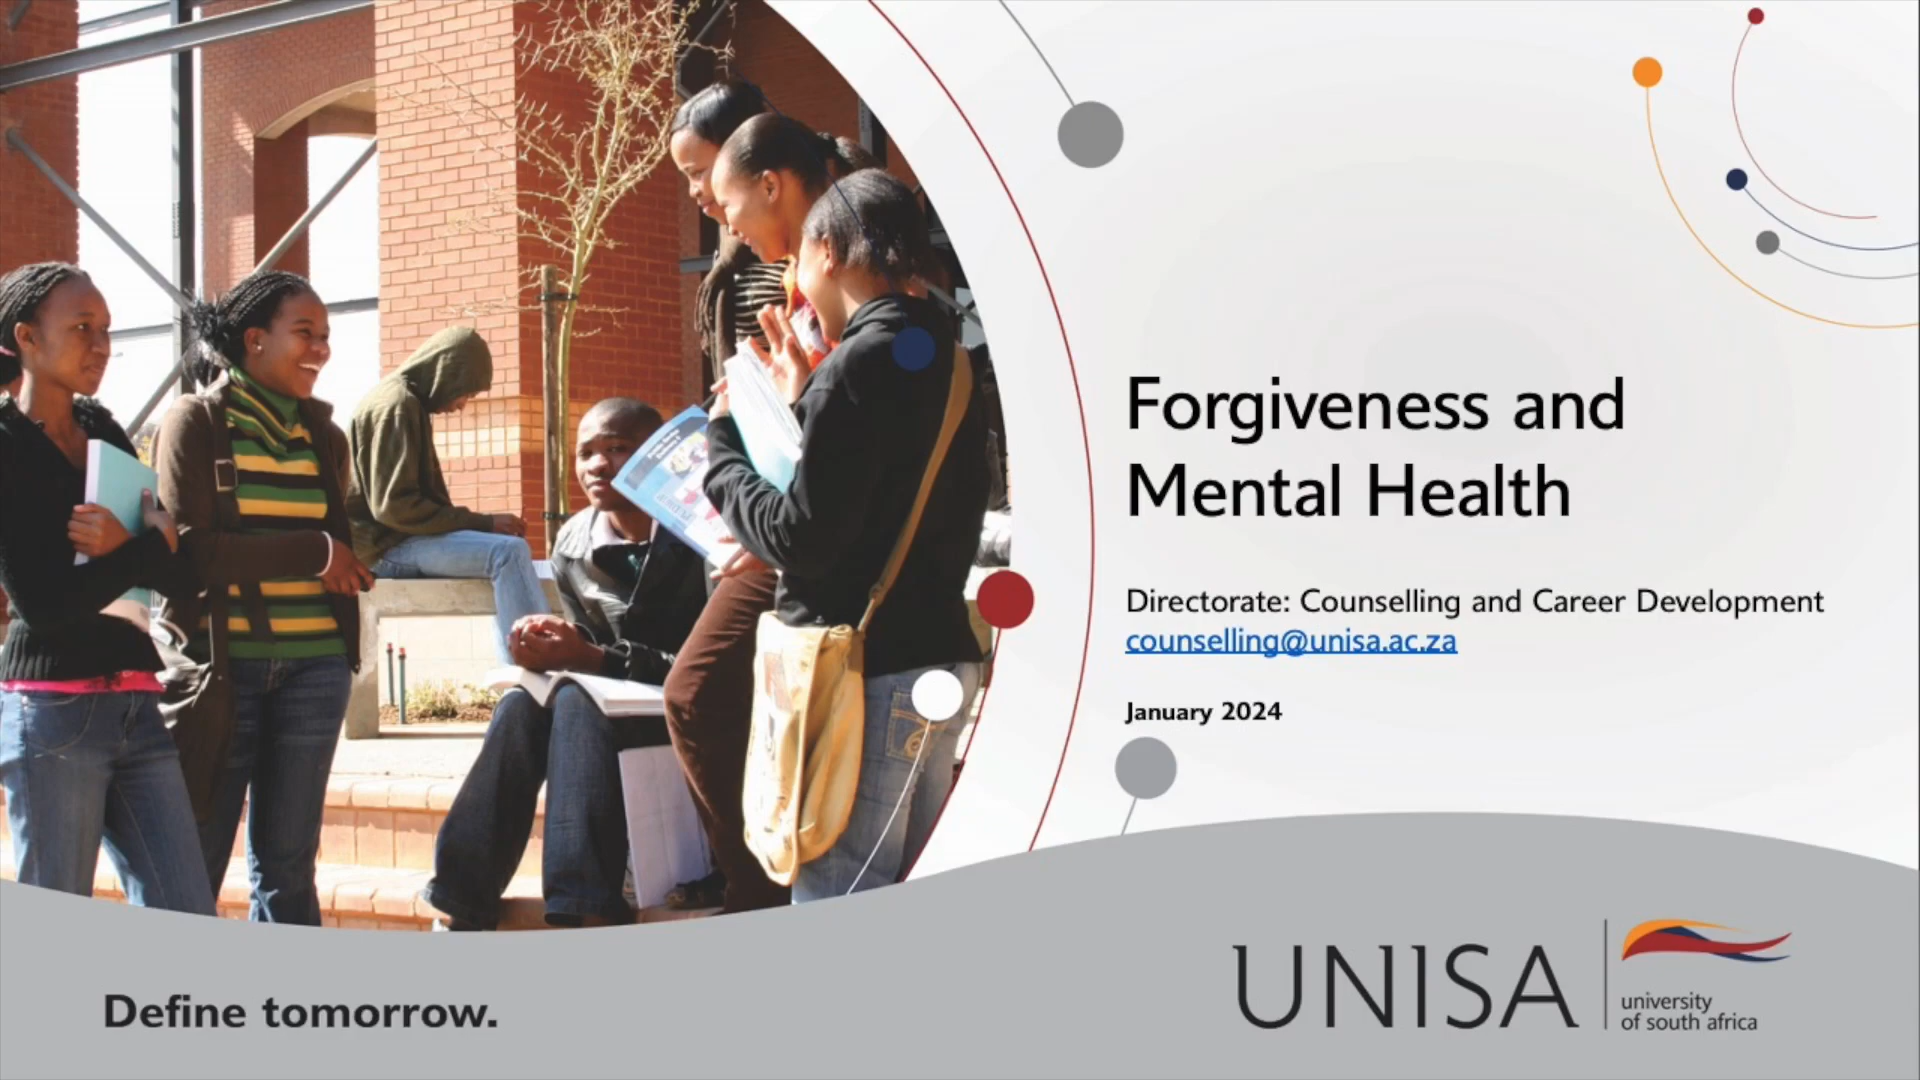 Forgiveness and
Mental Health
Directorate: Counselling and Career Development
counselling@unisa.ac.za
January 2024
Define tomorrow.
UNISA
university
of south africa